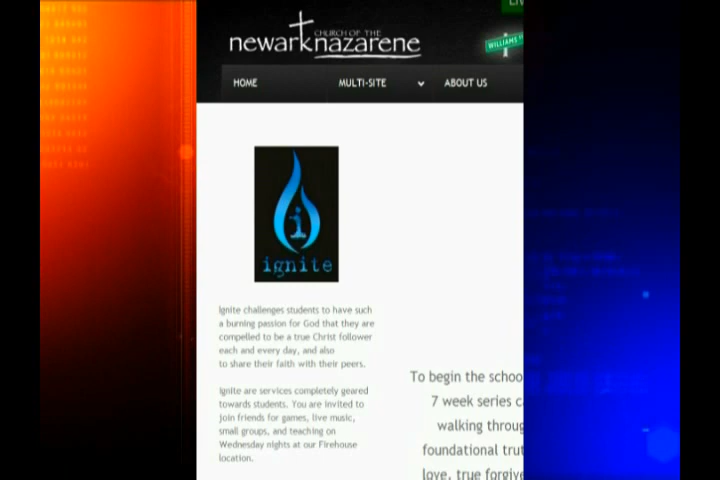 LIV
CHURCH OF THE
newarknazarene
WILLIAMS
HOME
MULTI-SITE
ABOUT US
i
ignite
Ignite challenges students to have such
a burning passion for God that they are
compelled to be a true Christ follower
each and every day, and also
to share their faith with their peers.
Ignite are services completely geared
towards students. You are invited to
join friends for games, live music,
small groups, and teaching on
Wednesday nights at our Firehouse
location.
To begin the schoo
7 week series c
walking throug
foundational trut
love, true forgive